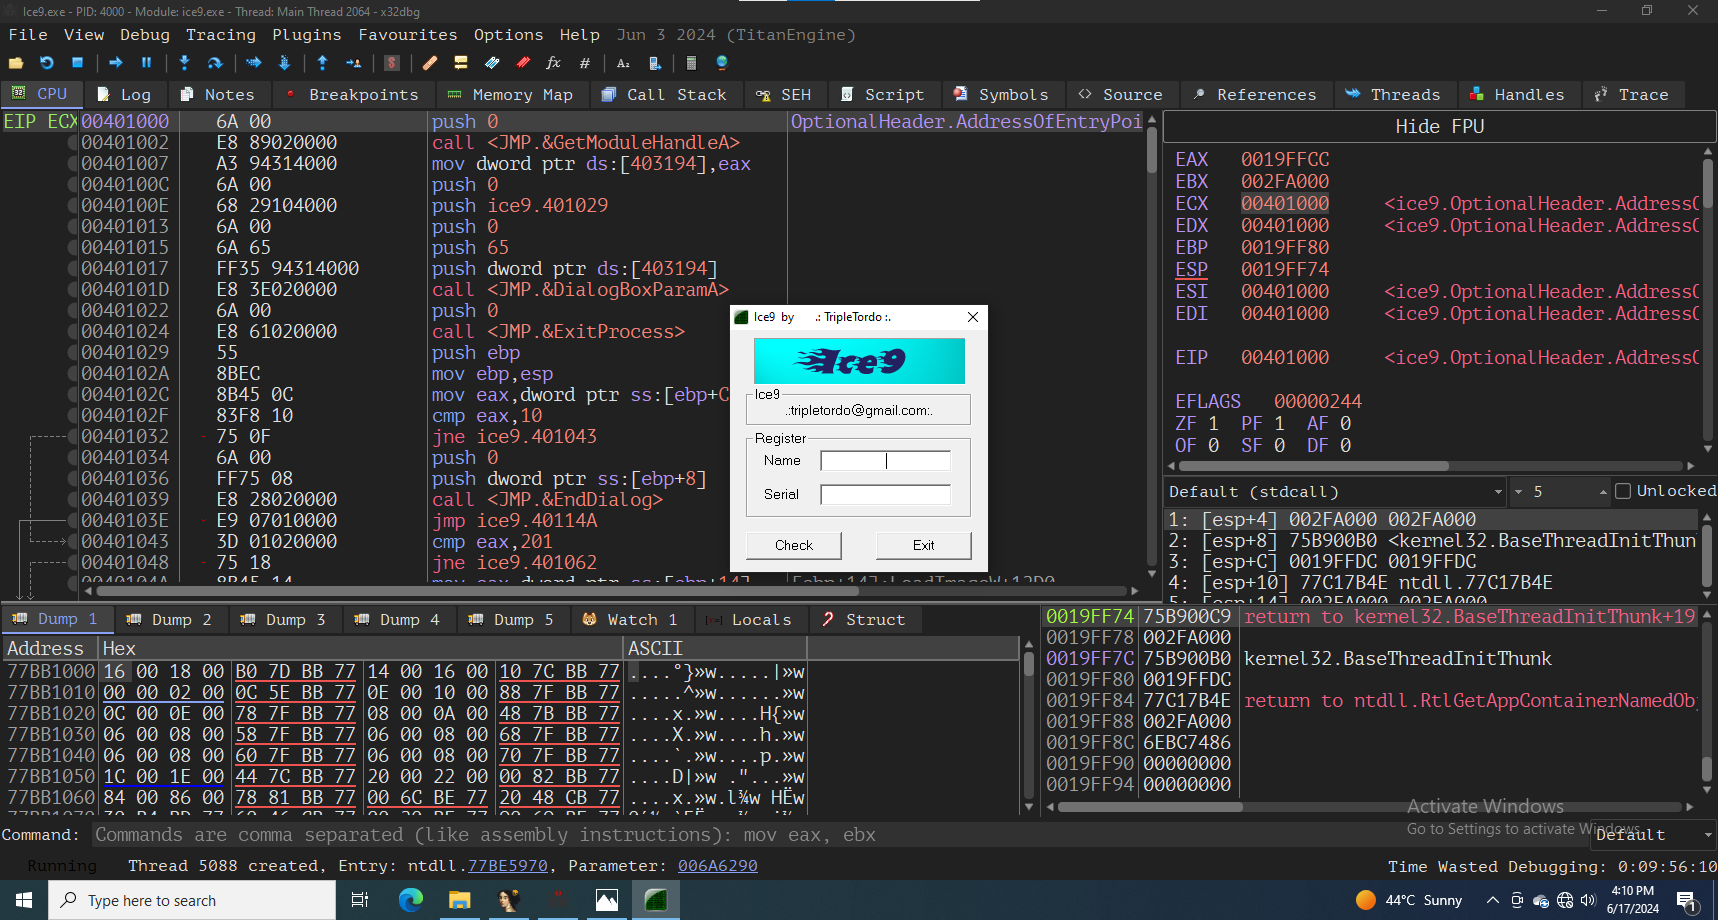 Ice9.exe - PID: 4000 - Module: ice9.exe - Thread: Main Thread 2064 - x32dbg
File View Debug Tracing Plugins Favourites Options Help Jun 3 2024 (TitanEngine)
CPU Log Notes Breakpoints Memory Map Call Stack SEH Script Symbols Source References Threads Handles Trace
EIP ECX 00401000 6A 00 push 0 OptionalHeader.AddressOfEntryPoi
00401002 E8 89020000 call <JMP.&GetModuleHandleA>
00401007 A3 94314000 mov dword ptr ds:[403194],eax
0040100C 6A 00 push 0
0040100E 68 29104000 push ice9.401029
00401013 6A 00 push 0
00401015 6A 65 push 65
00401017 FF35 94314000 push dword ptr ds:[403194]
0040101D E8 3E020000 call <JMP.&DialogBoxParamA>
00401022 6A 00 push 0
00401024 E8 61020000 call <JMP.&ExitProcess>
00401029 55 push ebp
0040102A 8BEC mov ebp,esp
0040102C 8B45 0C mov eax,dword ptr ss:[ebp+C
0040102F 83F8 10 cmp eax,10
00401032 75 0F jne ice9.401043
00401034 6A 00 push 0
00401036 FF75 08 push dword ptr ss:[ebp+8]
00401039 E8 28020000 call <JMP.&EndDialog>
0040103E E9 07010000 jmp ice9.40114A
00401043 3D 01020000 cmp eax,201
00401048 75 18 jne ice9.401062
0040104A 8B45 14 mov eax,dword ptr ss:[ebp+14] [ebp+14]:LoadImageW+12D0
Hide FPU
EAX 0019FFCC
EBX 002FA000
ECX 00401000 <ice9.OptionalHeader.AddressO
EDX 00401000 <ice9.OptionalHeader.AddressO
EBP 0019FF80
ESP 0019FF74
ESI 00401000 <ice9.OptionalHeader.AddressO
EDI 00401000 <ice9.OptionalHeader.AddressO
EIP 00401000 <ice9.OptionalHeader.AddressO
EFLAGS 00000244
ZF 1 PF 1 AF 0
OF 0 SF 0 DF 0
Default (stdcall) 5 Unlocked
1: [esp+4] 002FA000 002FA000
2: [esp+8] 75B900B0 <kernel32.BaseThreadInitThun
3: [esp+C] 0019FFDC 0019FFDC
4: [esp+10] 77C17B4E ntdll.77C17B4E
5: [esp+14] 002FA000 002FA000
Ice9 by .: TripleTordo :.
Ice9
Ice9
.:tripletordo@gmail.com:.
Register
Name
Serial
Check Exit
Dump 1 Dump 2 Dump 3 Dump 4 Dump 5 Watch 1 Locals Struct
Address Hex ASCII
77BB1000 16 00 18 00 B0 7D BB 77 14 00 16 00 10 7C BB 77 ....°}»w.....|»w
77BB1010 00 00 02 00 0C 5E BB 77 0E 00 10 00 88 7F BB 77 .....^»w......»w
77BB1020 0C 00 0E 00 78 7F BB 77 08 00 0A 00 48 7B BB 77 ....x.»w....H{»w
77BB1030 06 00 08 00 58 7F BB 77 06 00 08 00 68 7F BB 77 ....X.»w....h.»w
77BB1040 06 00 08 00 60 7F BB 77 06 00 08 00 70 7F BB 77 ....`.»w....p.»w
77BB1050 1C 00 1E 00 44 7C BB 77 20 00 22 00 00 82 BB 77 ....D|»w ."...»w
77BB1060 84 00 86 00 78 81 BB 77 00 6C BE 77 20 48 CB 77 ....x.»w.l¾w HËw
0019FF74 75B900C9 return to kernel32.BaseThreadInitThunk+19
0019FF78 002FA000
0019FF7C 75B900B0 kernel32.BaseThreadInitThunk
0019FF80 0019FFDC
0019FF84 77C17B4E return to ntdll.RtlGetAppContainerNamedOb
0019FF88 002FA000
0019FF8C 6EBC7486
0019FF90 00000000
0019FF94 00000000
Activate Windows
Go to Settings to activate Windows.
Command: Commands are comma separated (like assembly instructions): mov eax, ebx Default
Running Thread 5088 created, Entry: ntdll.77BE5970, Parameter: 006A6290 Time Wasted Debugging: 0:09:56:10
Type here to search
44°C Sunny
4:10 PM
6/17/2024
1